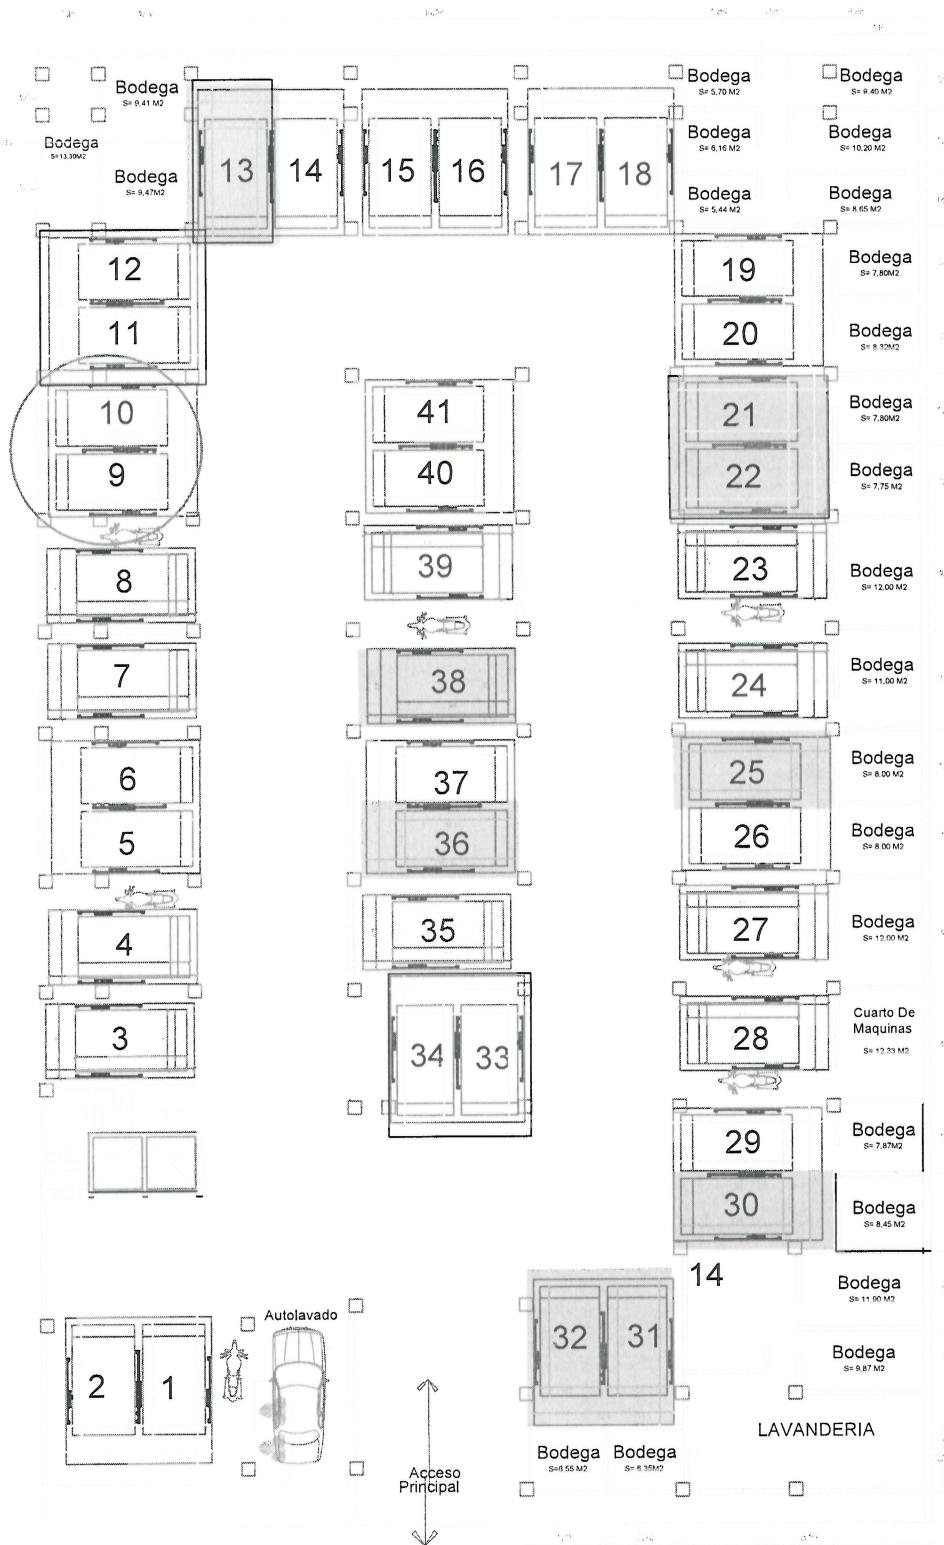 Bodega
S= 9,41 M2
Bodega
S=13,30M2
Bodega
S= 9,47M2
13
14
15
16
17
18
Bodega
S= 5,70 M2
Bodega
S= 9.40 M2
Bodega
S= 6,16 M2
Bodega
S= 10.20 M2
Bodega
S= 5,44 M2
Bodega
S= 8,65 M2
12
11
10
9
8
7
6
5
4
3
41
40
39
38
37
36
35
34
33
19
Bodega
S= 7,80M2
20
Bodega
S= 8,32M2
21
Bodega
S= 7,80M2
22
Bodega
S= 7,75 M2
23
Bodega
S= 12,00 M2
24
Bodega
S= 11,00 M2
25
Bodega
S= 8.00 M2
26
Bodega
S= 8.00 M2
27
Bodega
S= 12.00 M2
28
Cuarto De
Maquinas
S= 12.33 M2
29
Bodega
S= 7.87M2
30
Bodega
S= 8,45 M2
14
Bodega
S= 11.90 M2
Bodega
S= 9,87 M2
2
1
Autolavado
32
31
Acceso
Principal
Bodega
S=6.55 M2
Bodega
S= 6,35M2
LAVANDERIA